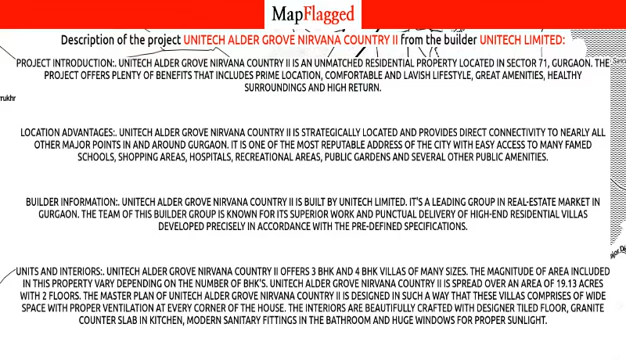 MapFlagged
Description of the project UNITECH ALDER GROVE NIRVANA COUNTRY II from the builder UNITECH LIMITED:
PROJECT INTRODUCTION:. UNITECH ALDER GROVE NIRVANA COUNTRY II IS AN UNMATCHED RESIDENTIAL PROPERTY LOCATED IN SECTOR 71, GURGAON. THE
PROJECT OFFERS PLENTY OF BENEFITS THAT INCLUDES PRIME LOCATION, COMFORTABLE AND LAVISH LIFESTYLE, GREAT AMENITIES, HEALTHY
SURROUNDINGS AND HIGH RETURN.
LOCATION ADVANTAGES:. UNITECH ALDER GROVE NIRVANA COUNTRY II IS STRATEGICALLY LOCATED AND PROVIDES DIRECT CONNECTIVITY TO NEARLY ALL
OTHER MAJOR POINTS IN AND AROUND GURGAON. IT IS ONE OF THE MOST REPUTABLE ADDRESS OF THE CITY WITH EASY ACCESS TO MANY FAMED
SCHOOLS, SHOPPING AREAS, HOSPITALS, RECREATIONAL AREAS, PUBLIC GARDENS AND SEVERAL OTHER PUBLIC AMENITIES.
BUILDER INFORMATION:. UNITECH ALDER GROVE NIRVANA COUNTRY II IS BUILT BY UNITECH LIMITED. IT'S A LEADING GROUP IN REAL-ESTATE MARKET IN
GURGAON. THE TEAM OF THIS BUILDER GROUP IS KNOWN FOR ITS SUPERIOR WORK AND PUNCTUAL DELIVERY OF HIGH-END RESIDENTIAL VILLAS
DEVELOPED PRECISELY IN ACCORDANCE WITH THE PRE-DEFINED SPECIFICATIONS.
UNITS AND INTERIORS:. UNITECH ALDER GROVE NIRVANA COUNTRY II OFFERS 3 BHK AND 4 BHK VILLAS OF MANY SIZES. THE MAGNITUDE OF AREA INCLUDED
IN THIS PROPERTY VARY DEPENDING ON THE NUMBER OF BHK'S. UNITECH ALDER GROVE NIRVANA COUNTRY II IS SPREAD OVER AN AREA OF 19.13 ACRES
WITH 2 FLOORS. THE MASTER PLAN OF UNITECH ALDER GROVE NIRVANA COUNTRY II IS DESIGNED IN SUCH A WAY THAT THESE VILLAS COMPRISES OF WIDE
SPACE WITH PROPER VENTILATION AT EVERY CORNER OF THE HOUSE. THE INTERIORS ARE BEAUTIFULLY CRAFTED WITH DESIGNER TILED FLOOR, GRANITE
COUNTER SLAB IN KITCHEN, MODERN SANITARY FITTINGS IN THE BATHROOM AND HUGE WINDOWS FOR PROPER SUNLIGHT.